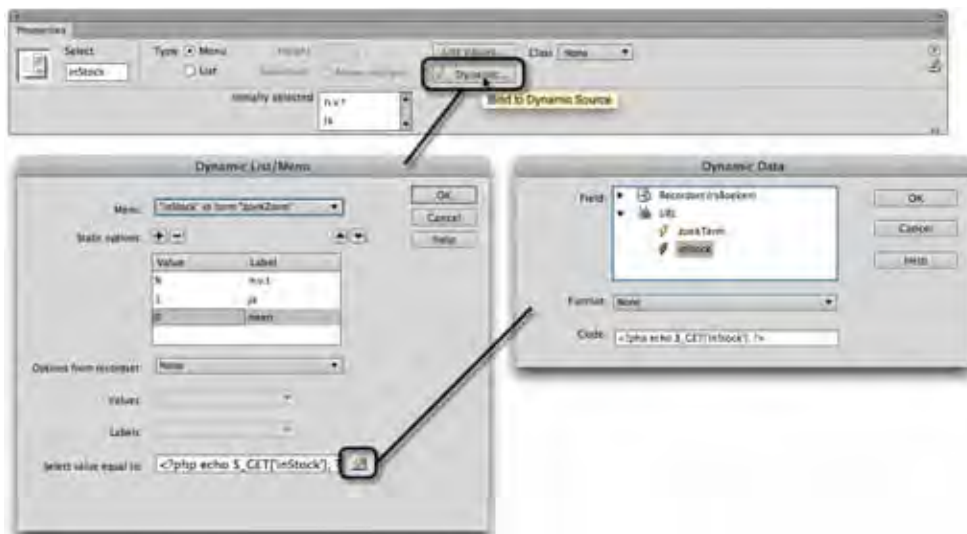 Properties
Select
inStock
Type
Menu
List
Height
List Values...
Class
None
Dynamic...
Bind to Dynamic Source
Initially selected
n.v.t
ja
Dynamic List/Menu
Menu:
"inStock" in form "zoekForm"
Static options:
Value Label
% n.v.t
1 ja
0 neen
Options from recordset:
None
Values:
Labels:
Select value equal to:
<?php echo $_GET['inStock'];
OK
Cancel
Help
Dynamic Data
Field:
Recordset (rsBoeken)
URL
zoekTerm
inStock
Format:
None
Code:
<?php echo $_GET['inStock']; ?>
OK
Cancel
Help